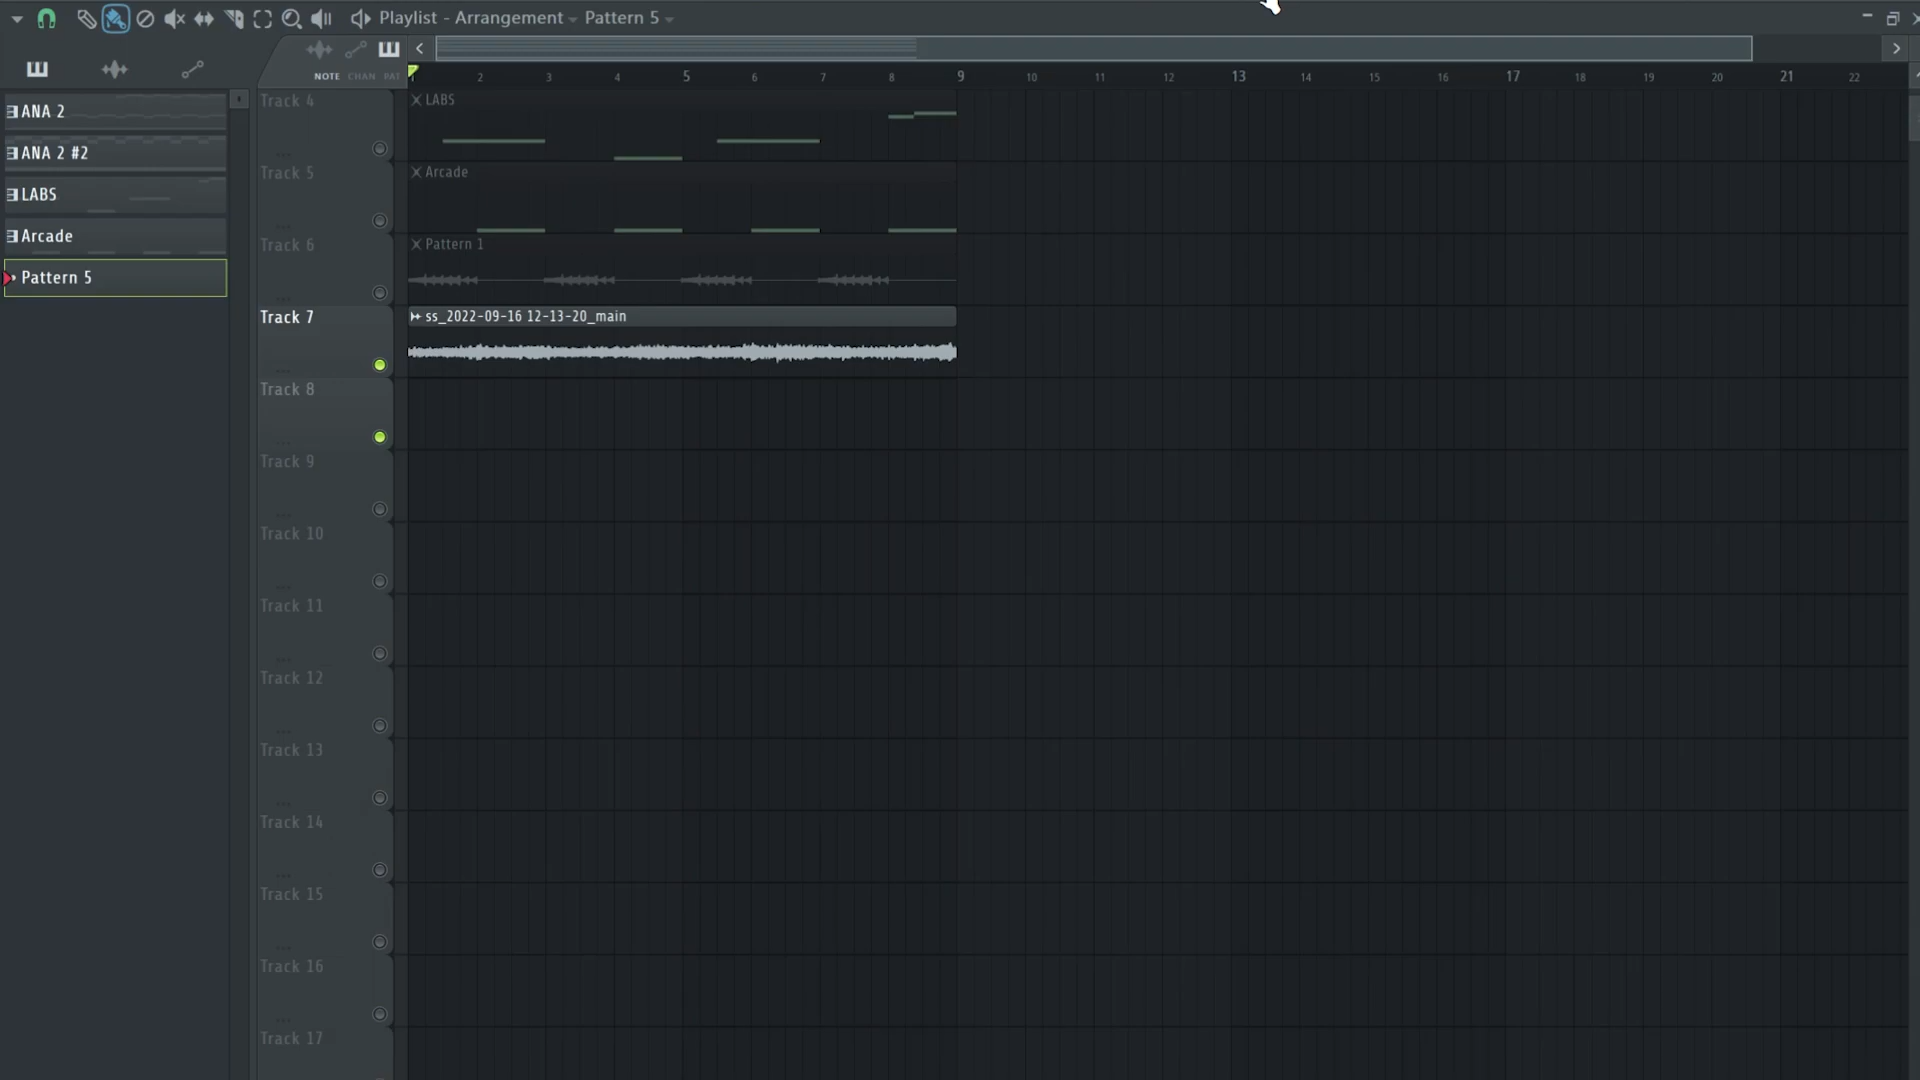 Playlist - Arrangement Pattern 5
NOTE CHAN PAT
2 3 4 5 6 7 8 9 10 11 12 13 14 15 16 17 18 19 20 21 22
ANA 2
ANA 2 #2
LABS
Arcade
Pattern 5
Track 4
LABS
Track 5
Arcade
Track 6
Pattern 1
Track 7
ss_2022-09-16 12-13-20_main
Track 8
Track 9
Track 10
Track 11
Track 12
Track 13
Track 14
Track 15
Track 16
Track 17